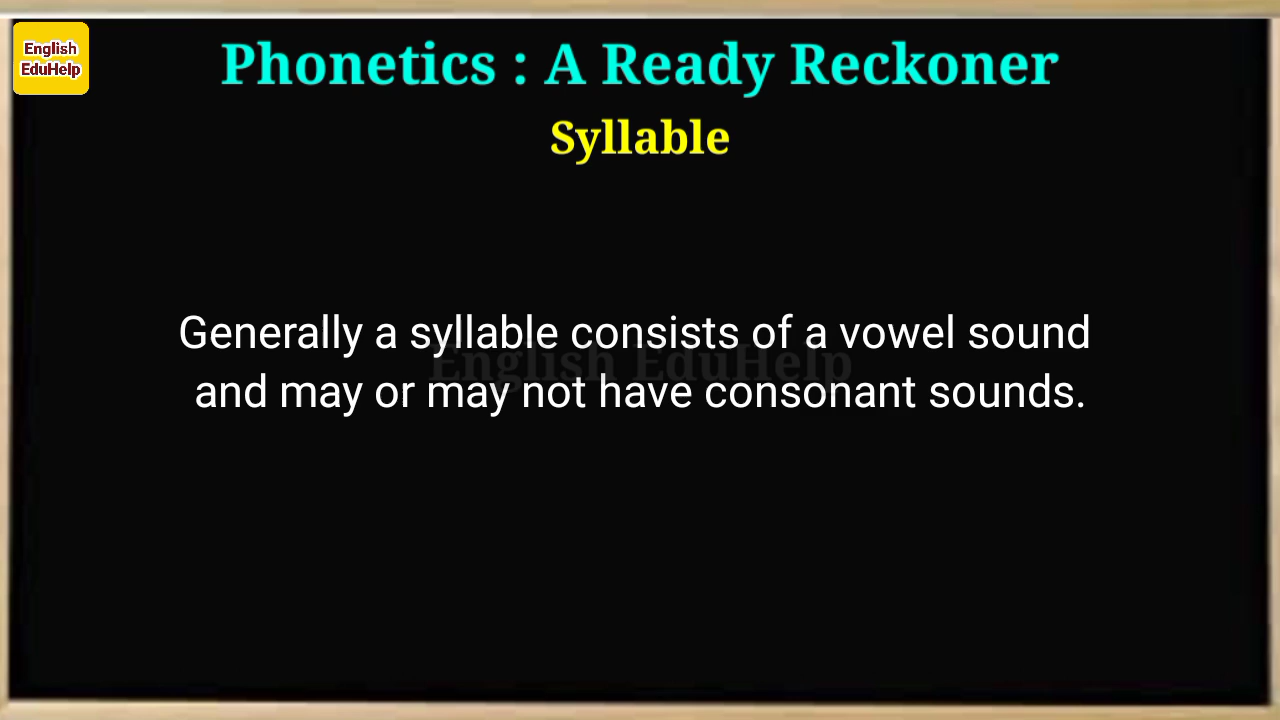 English
EduHelp
Phonetics : A Ready Reckoner
Syllable
Generally a syllable consists of a vowel sound
and may or may not have consonant sounds.
English EduHelp